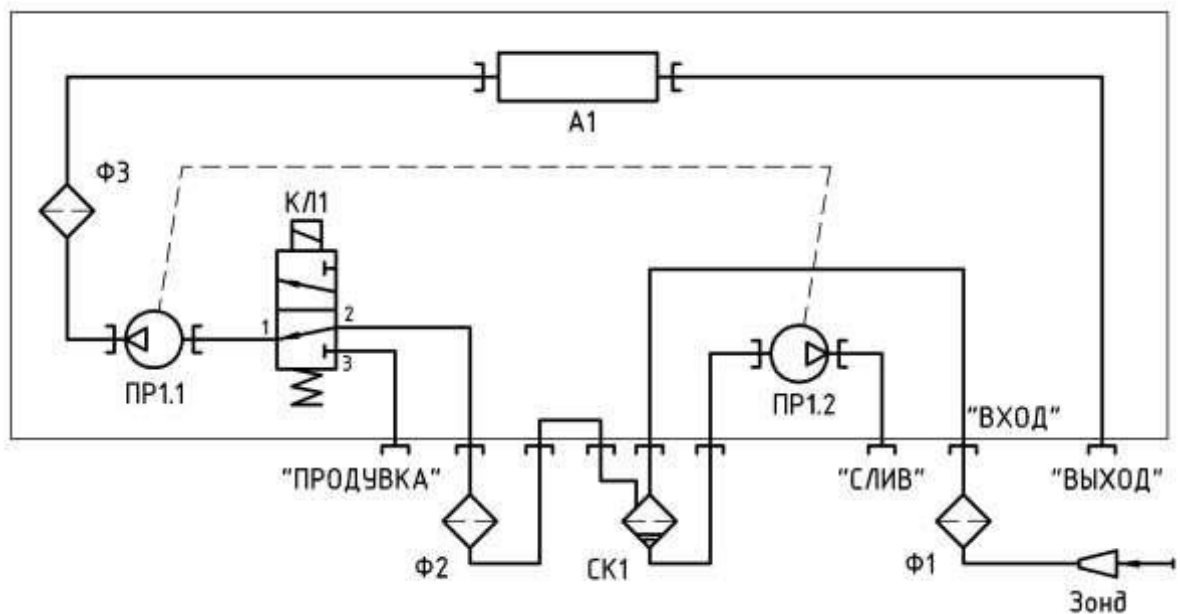 А1
Ф3
КЛ1
1
2
3
ПР1.1
ПР1.2
"ВХОД"
"ПРОДУВКА"
"СЛИВ"
"ВЫХОД"
Ф2
СК1
Ф1
Зонд